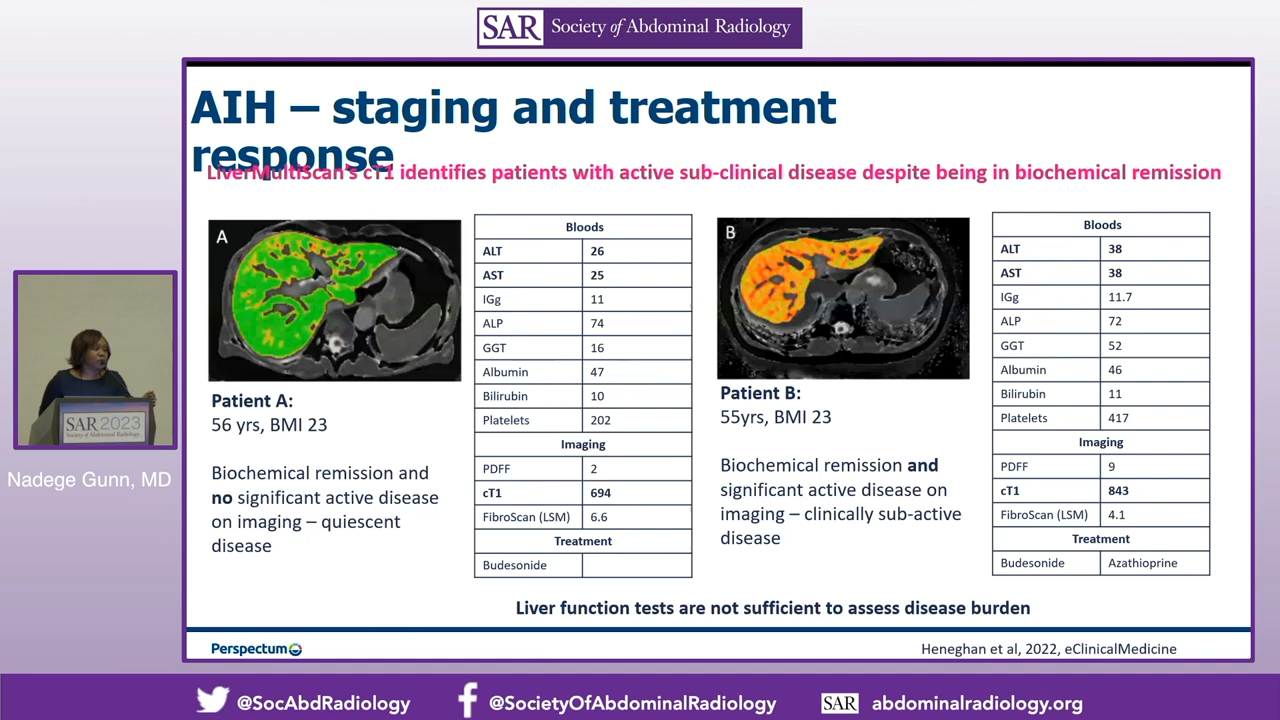 SAR Society of Abdominal Radiology
AIH – staging and treatment
response
LiverMultiScan's cT1 identifies patients with active sub-clinical disease despite being in biochemical remission
A
Bloods
ALT 26
AST 25
IGg 11
ALP 74
GGT 16
Albumin 47
Bilirubin 10
Platelets 202
Imaging
PDFF 2
cT1 694
FibroScan (LSM) 6.6
Treatment
Budesonide
Patient A:
56 yrs, BMI 23
Biochemical remission and
no significant active disease
on imaging – quiescent
disease
B
Bloods
ALT 38
AST 38
IGg 11.7
ALP 72
GGT 52
Albumin 46
Bilirubin 11
Platelets 417
Imaging
PDFF 9
cT1 843
FibroScan (LSM) 4.1
Treatment
Budesonide Azathioprine
Patient B:
55yrs, BMI 23
Biochemical remission and
significant active disease on
imaging – clinically sub-active
disease
Liver function tests are not sufficient to assess disease burden
Perspectum
Heneghan et al, 2022, eClinicalMedicine
SAR 2023
Society of Abdominal Radiology
Nadege Gunn, MD
@SocAbdRadiology
@SocietyOfAbdominalRadiology
SAR abdominalradiology.org